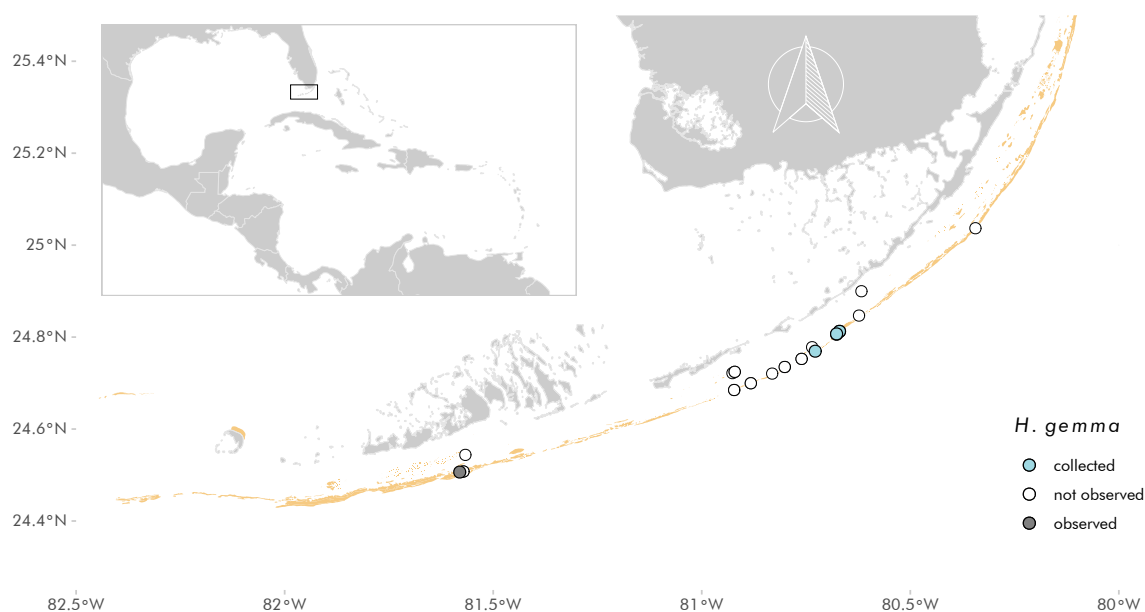 25.4°N
25.2°N
25°N
24.8°N
24.6°N
24.4°N
H. gemma
collected
not observed
observed
82.5°W 82°W 81.5°W 81°W 80.5°W 80°W